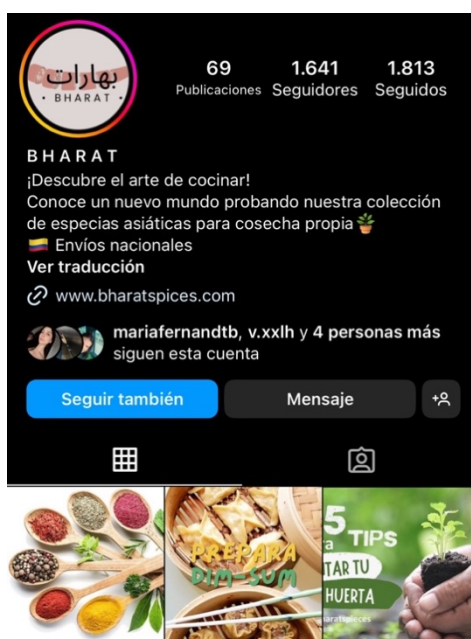 بهارات
· BHARAT ·
69 1.641 1.813
Publicaciones Seguidores Seguidos
BHARAT
¡Descubre el arte de cocinar!
Conoce un nuevo mundo probando nuestra colección
de especias asiáticas para cosecha propia
Envíos nacionales
Ver traducción
www.bharatspices.com
mariafernandtb, v.xxlh y 4 personas más
siguen esta cuenta
Seguir también Mensaje
PREPARA
DIM-SUM
5
TIPS
TAR TU
HUERTA